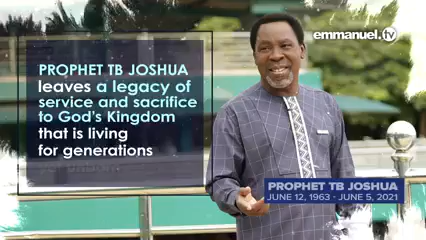 PROPHET TB JOSHUA
leaves a legacy of
service and sacrifice
to God's Kingdom
that is living
for generations
emmanuel.tv
PROPHET TB JOSHUA
JUNE 12, 1963 - JUNE 5, 2021